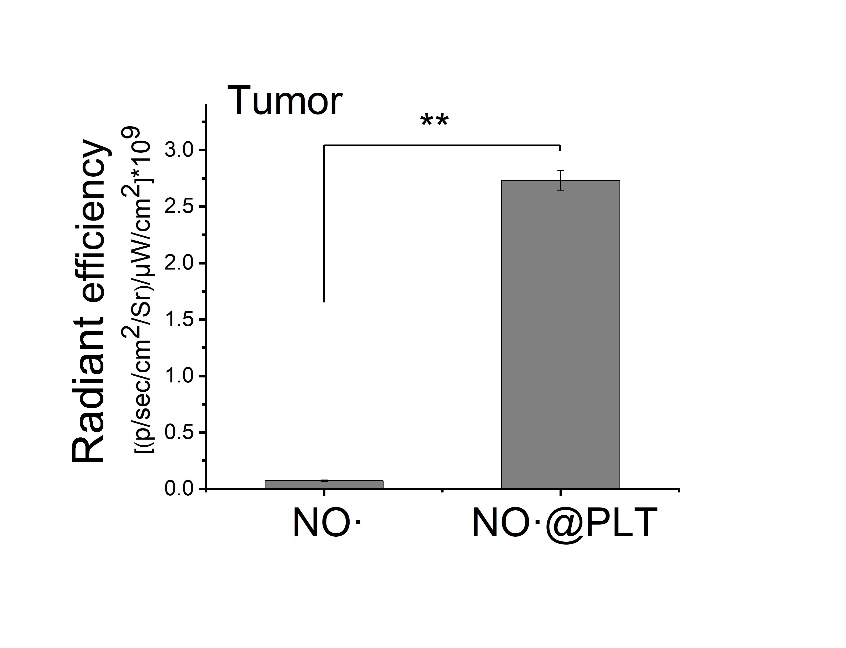 Tumor
**
Radiant efficiency
[(p/sec/cm²/Sr)/µW/cm²]*10⁹
3.0
2.5
2.0
1.5
1.0
0.5
0.0
NO·
NO·@PLT